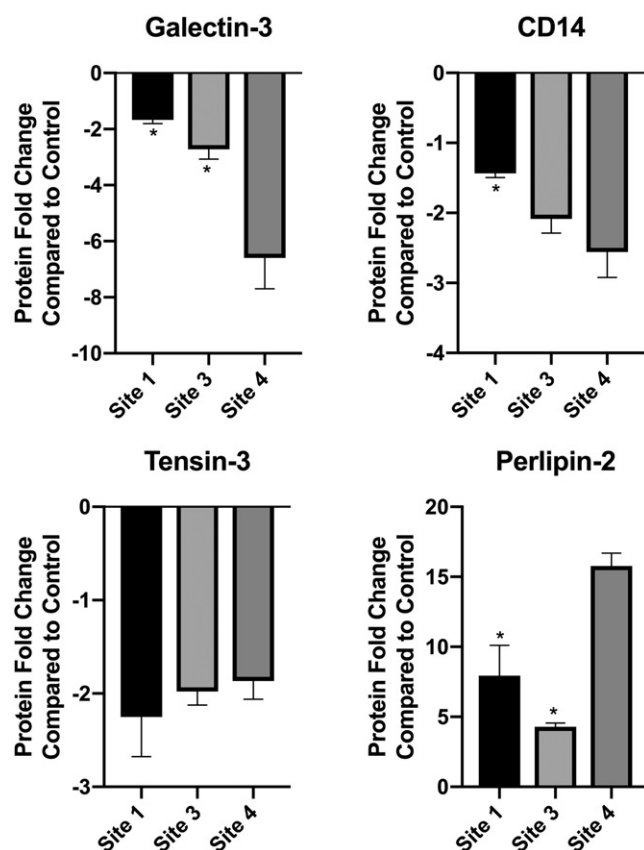 Galectin-3
Protein Fold Change
Compared to Control
0
-2
-4
-6
-8
-10
*
*
Site 1
Site 3
Site 4
CD14
Protein Fold Change
Compared to Control
0
-1
-2
-3
-4
*
Site 1
Site 3
Site 4
Tensin-3
Protein Fold Change
Compared to Control
0
-1
-2
-3
Site 1
Site 3
Site 4
Perlipin-2
Protein Fold Change
Compared to Control
20
15
10
5
0
*
*
Site 1
Site 3
Site 4